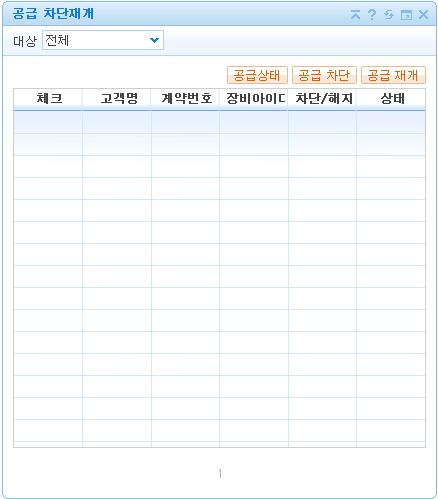 공급 차단재개
대상 전체
공급상태 공급 차단 공급 재개
체크 고객명 계약번호 장비아이디 차단/해지 상태
1